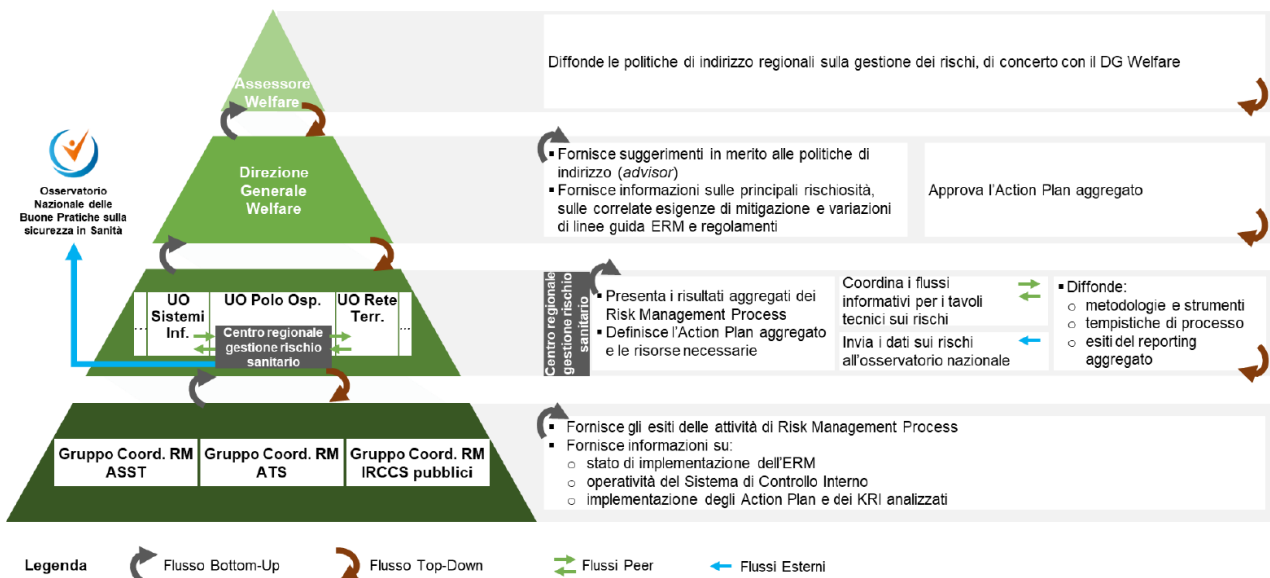 Assessore
Welfare
Diffonde le politiche di indirizzo regionali sulla gestione dei rischi, di concerto con il DG Welfare
Osservatorio
Nazionale delle
Buone Pratiche sulla
sicurezza in Sanità
Direzione
Generale
Welfare
▪ Fornisce suggerimenti in merito alle politiche di
indirizzo (advisor)
▪ Fornisce informazioni sulle principali rischiosità,
sulle correlate esigenze di mitigazione e variazioni
di linee guida ERM e regolamenti
Approva l'Action Plan aggregato
...
UO
Sistemi
Inf.
UO Polo Osp.
Centro regionale
gestione rischio
sanitario
UO Rete
Terr.
...
Centro regionale
gestione rischio
sanitario
▪ Presenta i risultati aggregati dei
Risk Management Process
▪ Definisce l'Action Plan aggregato
e le risorse necessarie
Coordina i flussi
informativi per i tavoli
tecnici sui rischi
Invia i dati sui rischi
all'osservatorio nazionale
▪ Diffonde:
o metodologie e strumenti
o tempistiche di processo
o esiti del reporting
aggregato
Gruppo Coord. RM
ASST
Gruppo Coord. RM
ATS
Gruppo Coord. RM
IRCCS pubblici
▪ Fornisce gli esiti delle attività di Risk Management Process
▪ Fornisce informazioni su:
o stato di implementazione dell'ERM
o operatività del Sistema di Controllo Interno
o implementazione degli Action Plan e dei KRI analizzati
Legenda
Flusso Bottom-Up
Flusso Top-Down
Flussi Peer
Flussi Esterni